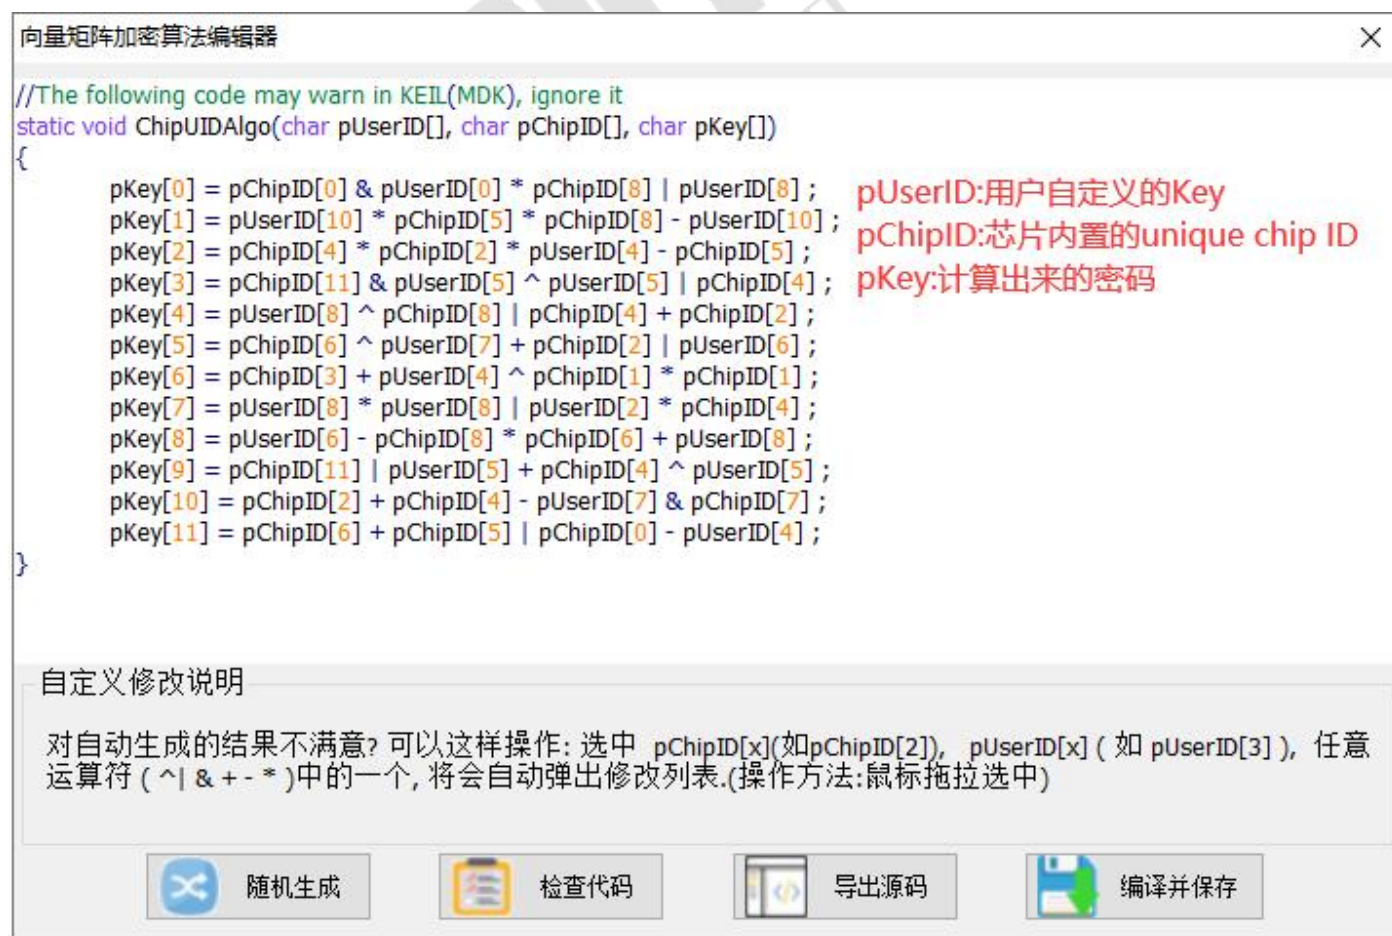 向量矩阵加密算法编辑器
//The following code may warn in KEIL(MDK), ignore it
static void ChipUIDAlgo(char pUserID[], char pChipID[], char pKey[])
{
pKey[0] = pChipID[0] & pUserID[0] * pChipID[8] | pUserID[8] ;
pKey[1] = pUserID[10] * pChipID[5] * pChipID[8] - pUserID[10] ;
pKey[2] = pChipID[4] * pChipID[2] * pUserID[4] - pChipID[5] ;
pKey[3] = pChipID[11] & pUserID[5] ^ pUserID[5] | pChipID[4] ;
pKey[4] = pUserID[8] ^ pChipID[8] | pChipID[4] + pChipID[2] ;
pKey[5] = pChipID[6] ^ pUserID[7] + pChipID[2] | pUserID[6] ;
pKey[6] = pChipID[3] + pUserID[4] ^ pChipID[1] * pChipID[1] ;
pKey[7] = pUserID[8] * pUserID[8] | pUserID[2] * pChipID[4] ;
pKey[8] = pUserID[6] - pChipID[8] * pChipID[6] + pUserID[8] ;
pKey[9] = pChipID[11] | pUserID[5] + pChipID[4] ^ pUserID[5] ;
pKey[10] = pChipID[2] + pChipID[4] - pUserID[7] & pChipID[7] ;
pKey[11] = pChipID[6] + pChipID[5] | pChipID[0] - pUserID[4] ;
}
pUserID:用户自定义的Key
pChipID:芯片内置的unique chip ID
pKey:计算出来的密码
自定义修改说明
对自动生成的结果不满意? 可以这样操作: 选中 pChipID[x](如pChipID[2]), pUserID[x] ( 如 pUserID[3] ), 任意
运算符 ( ^| & + - * )中的一个, 将会自动弹出修改列表.(操作方法:鼠标拖拉选中)
随机生成
检查代码
导出源码
编译并保存